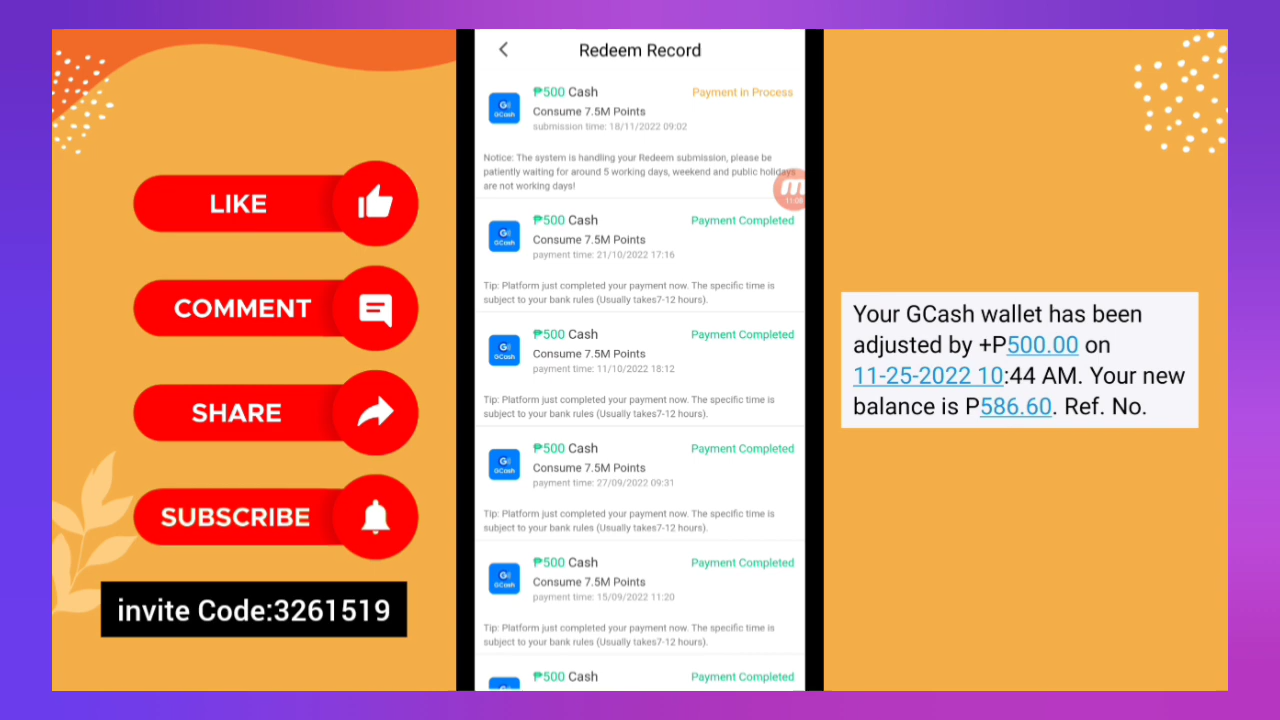 LIKE
COMMENT
SHARE
SUBSCRIBE
invite Code:3261519
Redeem Record
G)
GCash
₱500 Cash
Payment in Process
Consume 7.5M Points
submission time: 18/11/2022 09:02
Notice: The system is handling your Redeem submission, please be
patiently waiting for around 5 working days, weekend and public holidays
are not working days!
11:08
G)
GCash
₱500 Cash
Payment Completed
Consume 7.5M Points
payment time: 21/10/2022 17:16
Tip: Platform just completed your payment now. The specific time is
subject to your bank rules (Usually takes7-12 hours).
G)
GCash
₱500 Cash
Payment Completed
Consume 7.5M Points
payment time: 11/10/2022 18:12
Tip: Platform just completed your payment now. The specific time is
subject to your bank rules (Usually takes7-12 hours).
G)
GCash
₱500 Cash
Payment Completed
Consume 7.5M Points
payment time: 27/09/2022 09:31
Tip: Platform just completed your payment now. The specific time is
subject to your bank rules (Usually takes7-12 hours).
G)
GCash
₱500 Cash
Payment Completed
Consume 7.5M Points
payment time: 15/09/2022 11:20
Tip: Platform just completed your payment now. The specific time is
subject to your bank rules (Usually takes7-12 hours).
₱500 Cash
Payment Completed
Your GCash wallet has been
adjusted by +P500.00 on
11-25-2022 10:44 AM. Your new
balance is P586.60. Ref. No.